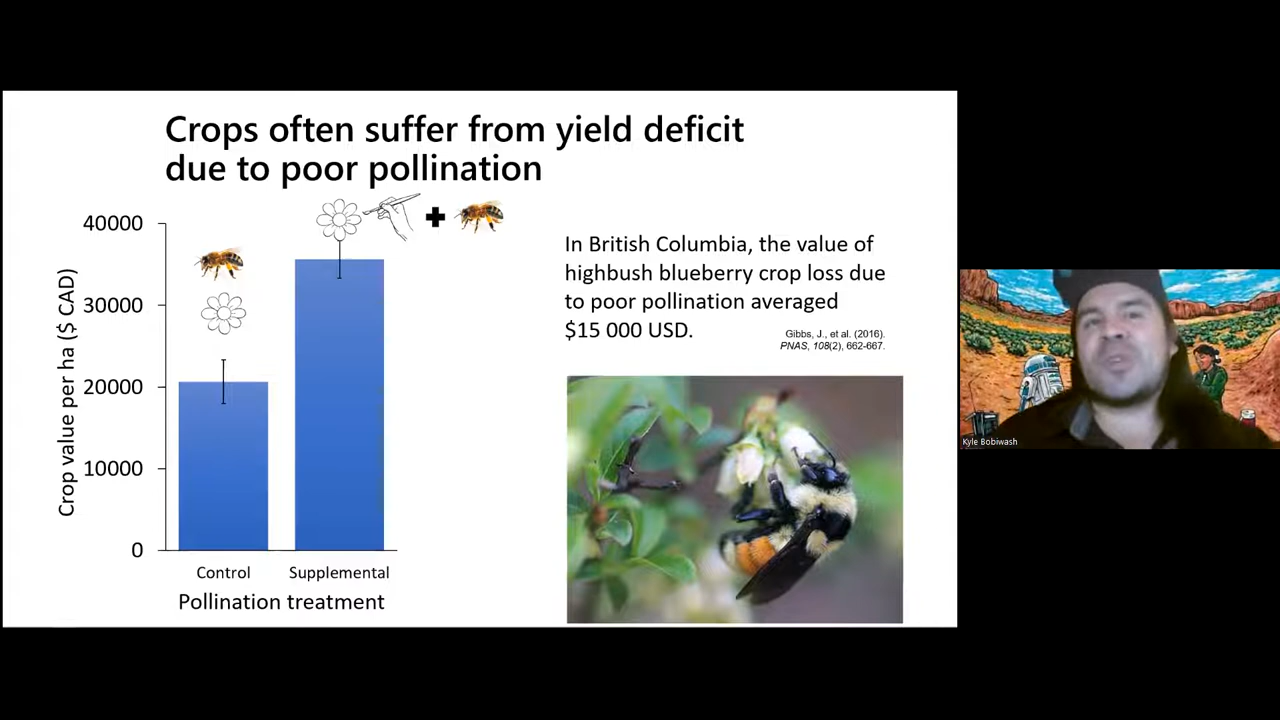 Crops often suffer from yield deficit
due to poor pollination
40000
30000
20000
10000
0
Crop value per ha ($ CAD)
Control
Supplemental
Pollination treatment
In British Columbia, the value of
highbush blueberry crop loss due
to poor pollination averaged
$15 000 USD.
Gibbs, J., et al. (2016).
PNAS, 108(2), 662-667.
Kyle Bobiwash